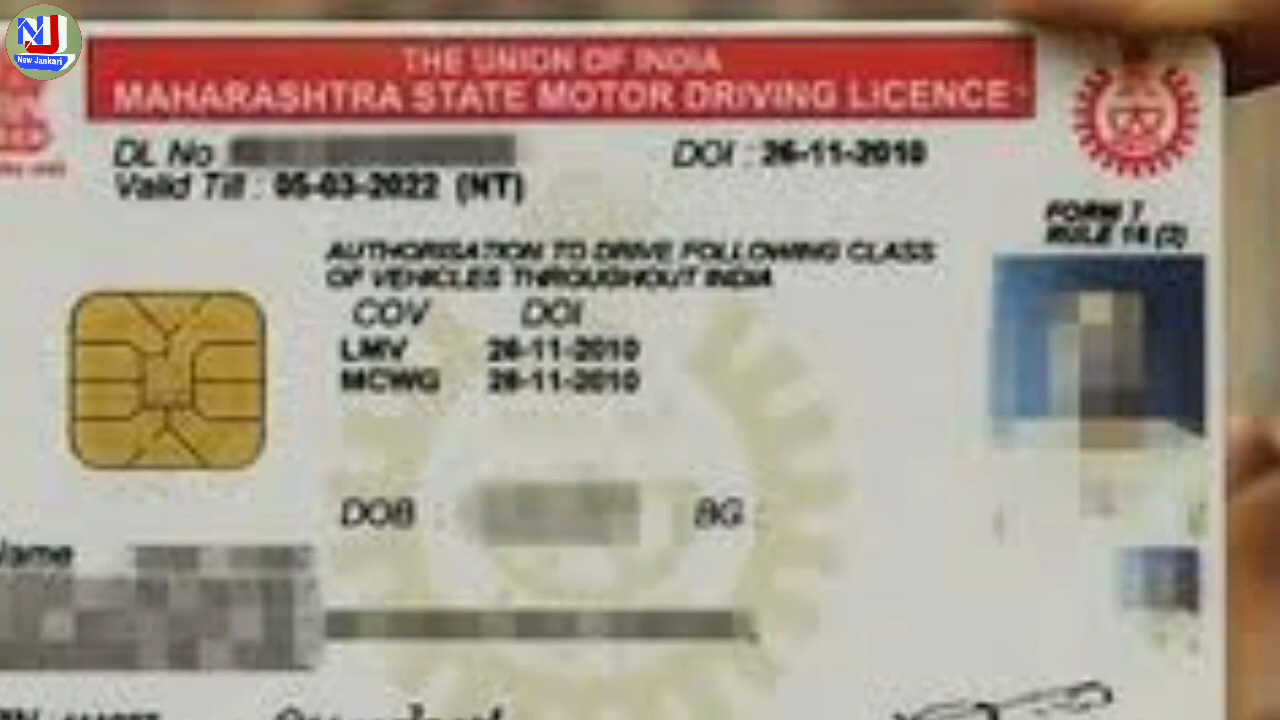 NJ
New Jankari
THE UNION OF INDIA
MAHARASHTRA STATE MOTOR DRIVING LICENCE
DL No
DOI : 26-11-2010
Valid Till : 05-03-2022 (NT)
FORM 7
RULE 16 (2)
AUTHORISATION TO DRIVE FOLLOWING CLASS
OF VEHICLES THROUGHOUT INDIA
COV DOI
LMV 26-11-2010
MCWG 26-11-2010
DOB : BG :
Name